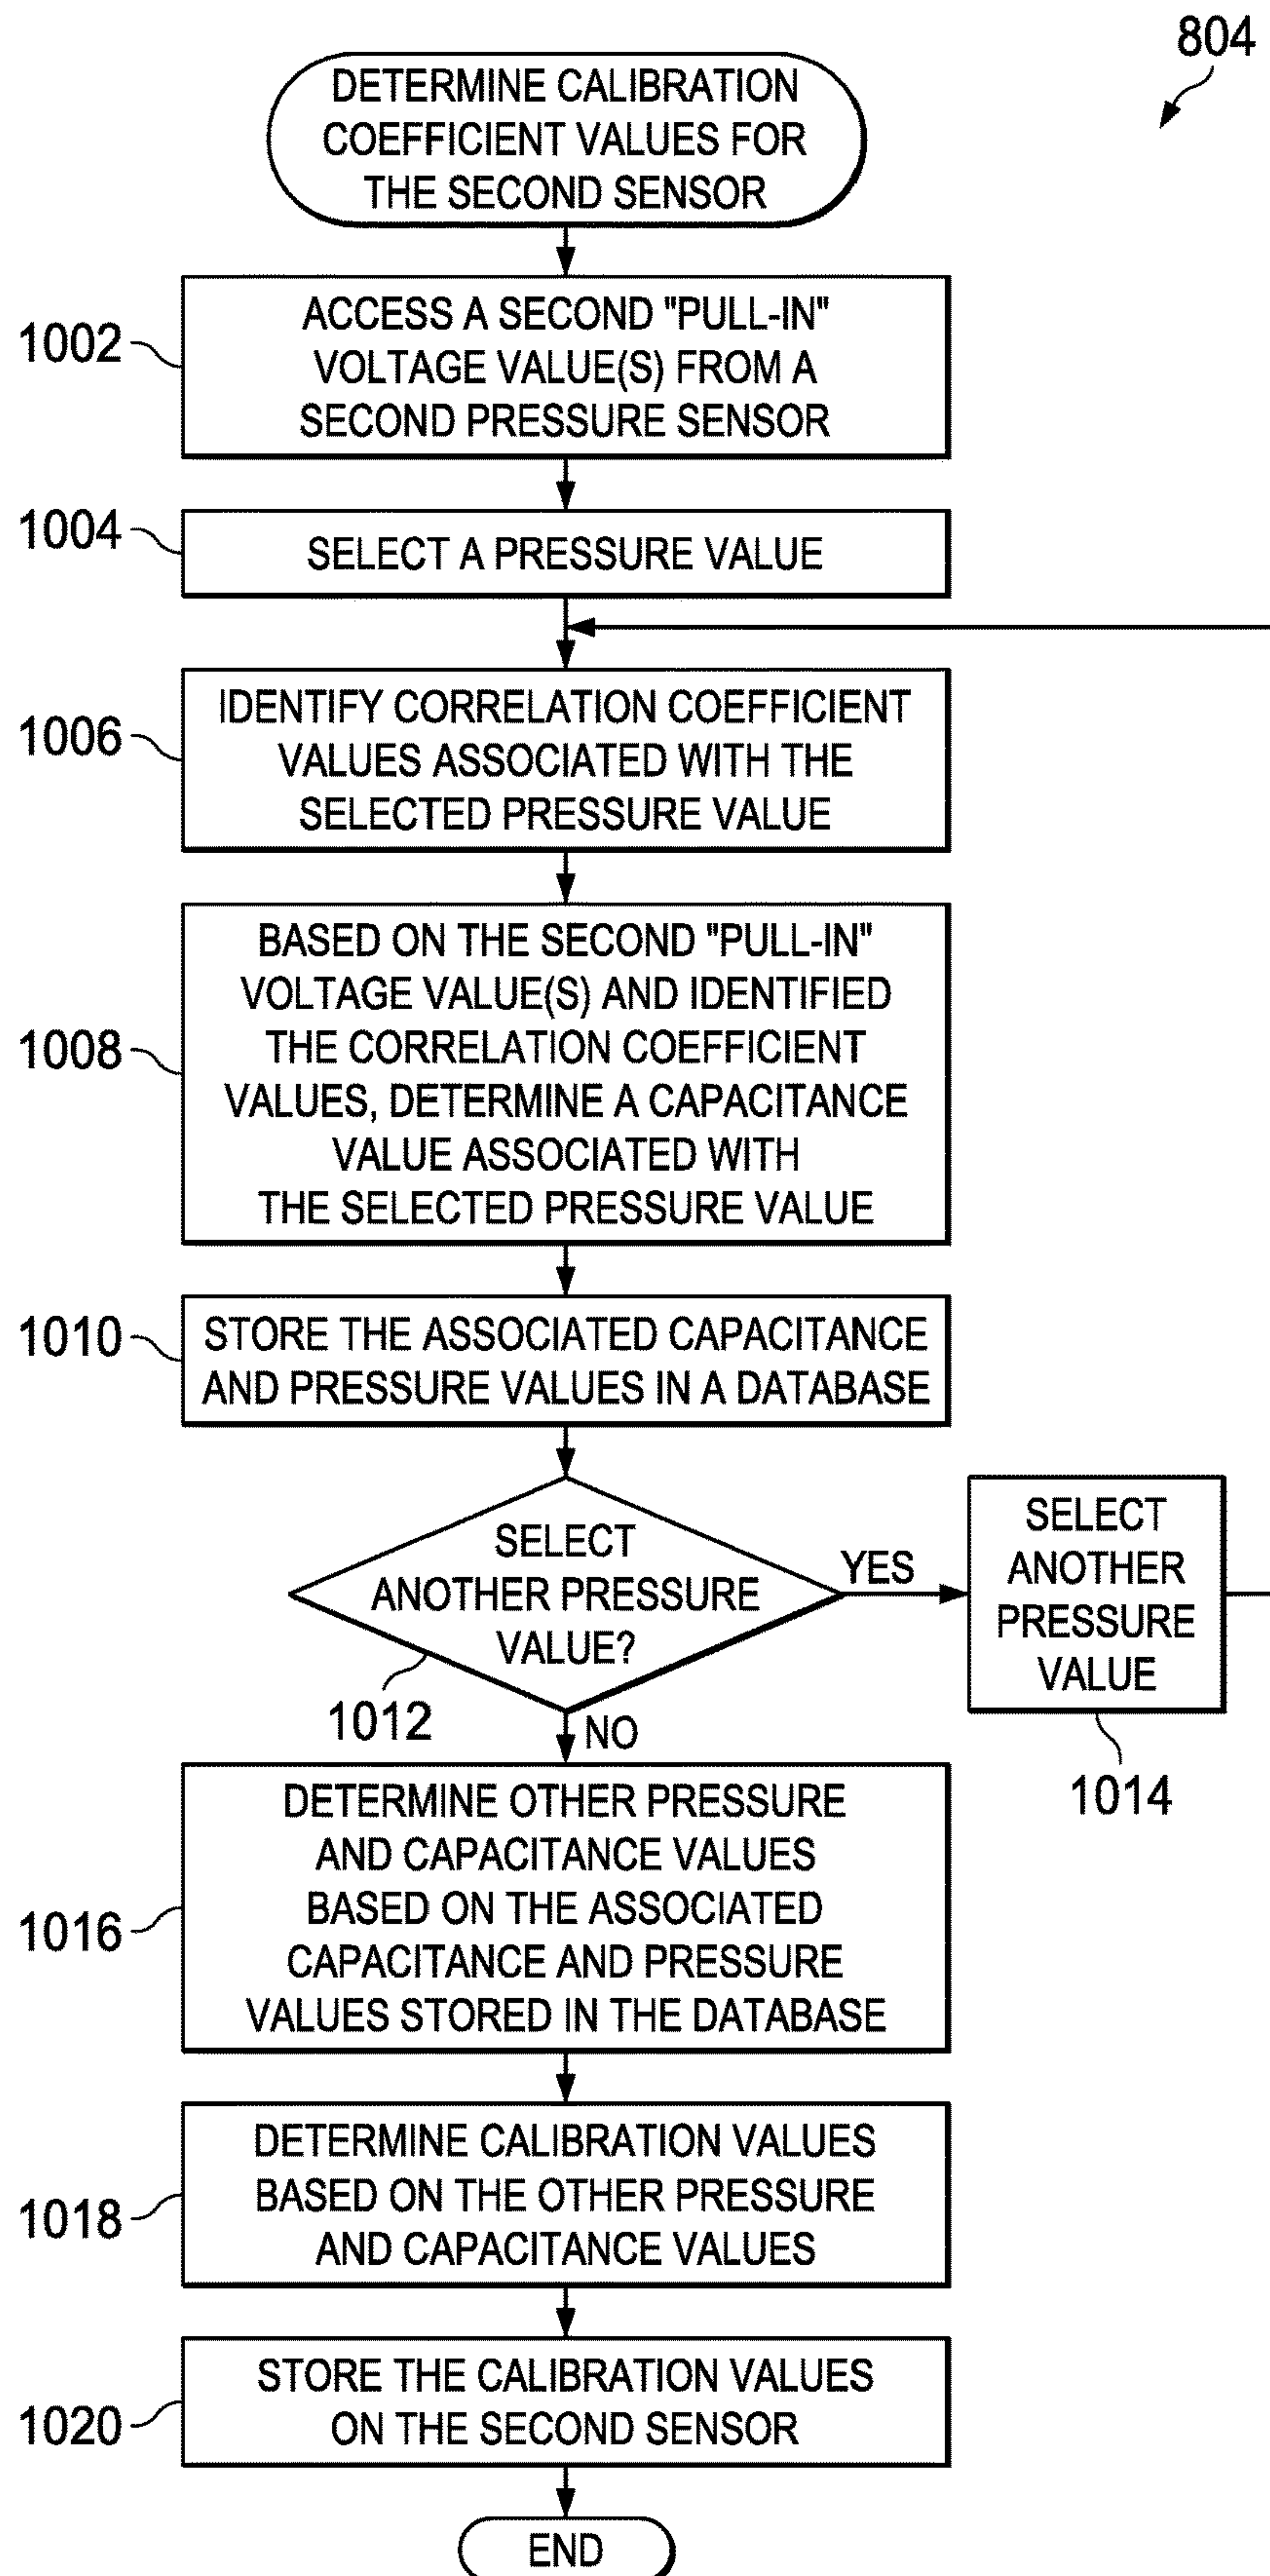 804
DETERMINE CALIBRATION
COEFFICIENT VALUES FOR
THE SECOND SENSOR
1002
ACCESS A SECOND "PULL-IN"
VOLTAGE VALUE(S) FROM A
SECOND PRESSURE SENSOR
1004
SELECT A PRESSURE VALUE
1006
IDENTIFY CORRELATION COEFFICIENT
VALUES ASSOCIATED WITH THE
SELECTED PRESSURE VALUE
1008
BASED ON THE SECOND "PULL-IN"
VOLTAGE VALUE(S) AND IDENTIFIED
THE CORRELATION COEFFICIENT
VALUES, DETERMINE A CAPACITANCE
VALUE ASSOCIATED WITH
THE SELECTED PRESSURE VALUE
1010
STORE THE ASSOCIATED CAPACITANCE
AND PRESSURE VALUES IN A DATABASE
SELECT
ANOTHER PRESSURE
VALUE?
1012
YES
SELECT
ANOTHER
PRESSURE
VALUE
1014
NO
1016
DETERMINE OTHER PRESSURE
AND CAPACITANCE VALUES
BASED ON THE ASSOCIATED
CAPACITANCE AND PRESSURE
VALUES STORED IN THE DATABASE
1018
DETERMINE CALIBRATION VALUES
BASED ON THE OTHER PRESSURE
AND CAPACITANCE VALUES
1020
STORE THE CALIBRATION VALUES
ON THE SECOND SENSOR
END